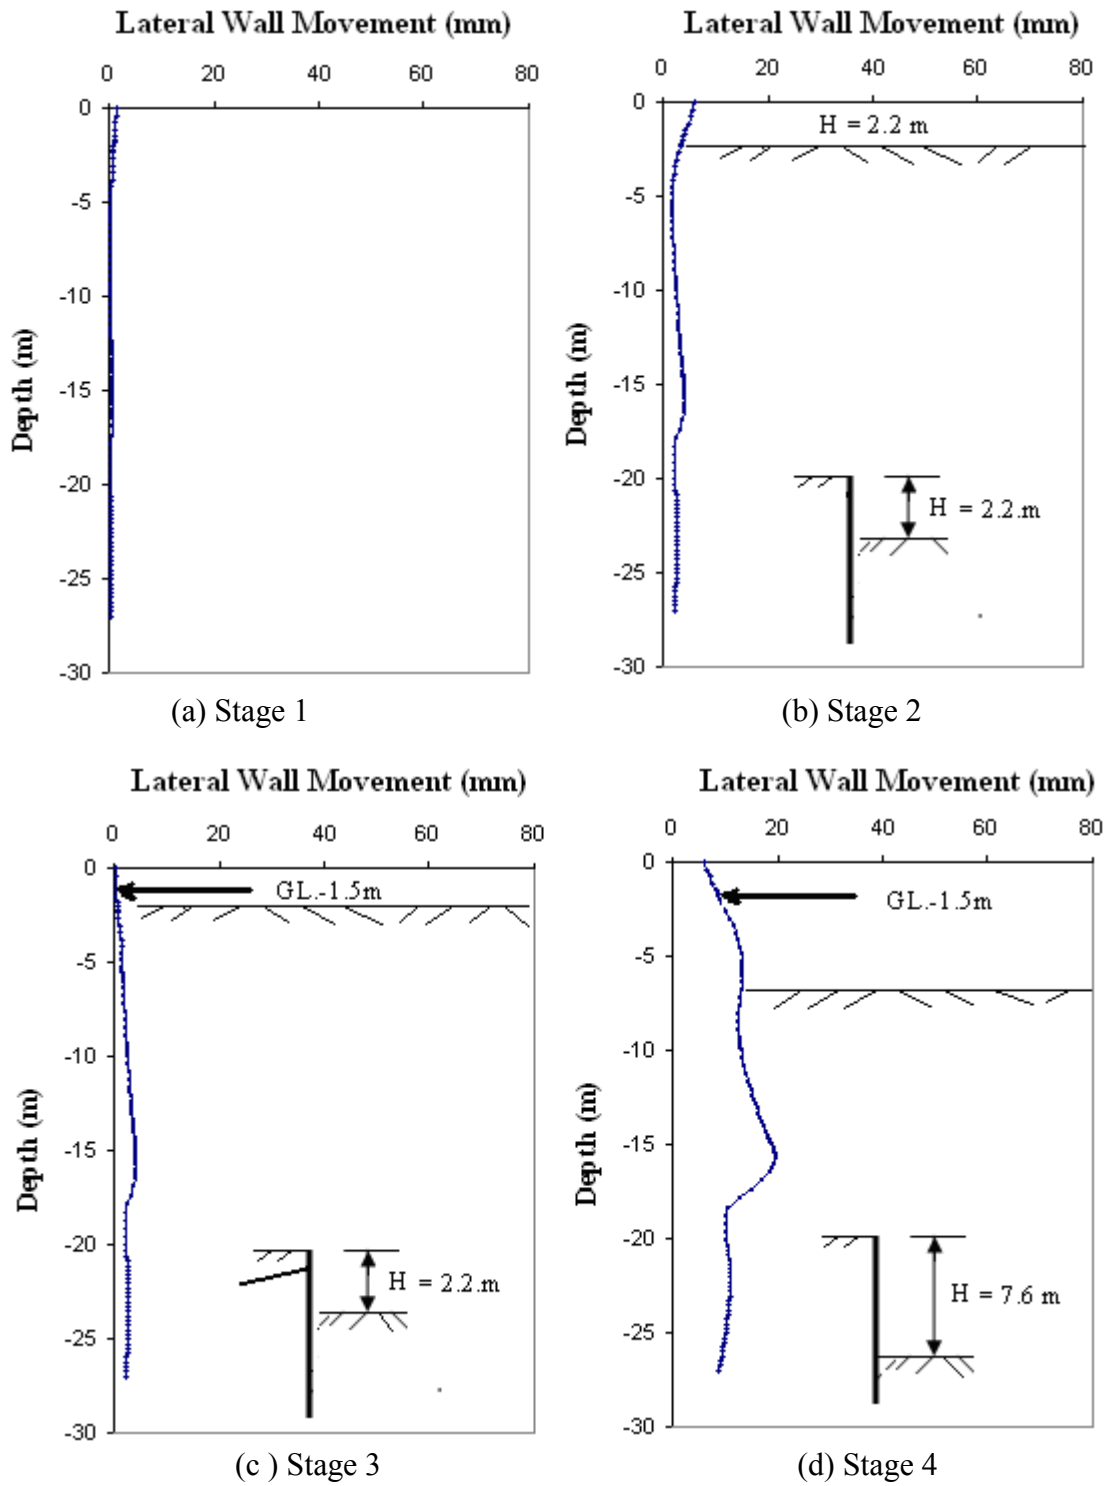 Lateral Wall Movement (mm)
0 20 40 60 80
0
-5
-10
-15
-20
-25
-30
Depth (m)
(a) Stage 1
Lateral Wall Movement (mm)
0 20 40 60 80
0
-5
-10
-15
-20
-25
-30
Depth (m)
H = 2.2 m
H = 2.2.m
(b) Stage 2
Lateral Wall Movement (mm)
0 20 40 60 80
0
-5
-10
-15
-20
-25
-30
Depth (m)
GL.-1.5m
H = 2.2.m
(c ) Stage 3
Lateral Wall Movement (mm)
0 20 40 60 80
0
-5
-10
-15
-20
-25
-30
Depth (m)
GL.-1.5m
H = 7.6 m
(d) Stage 4